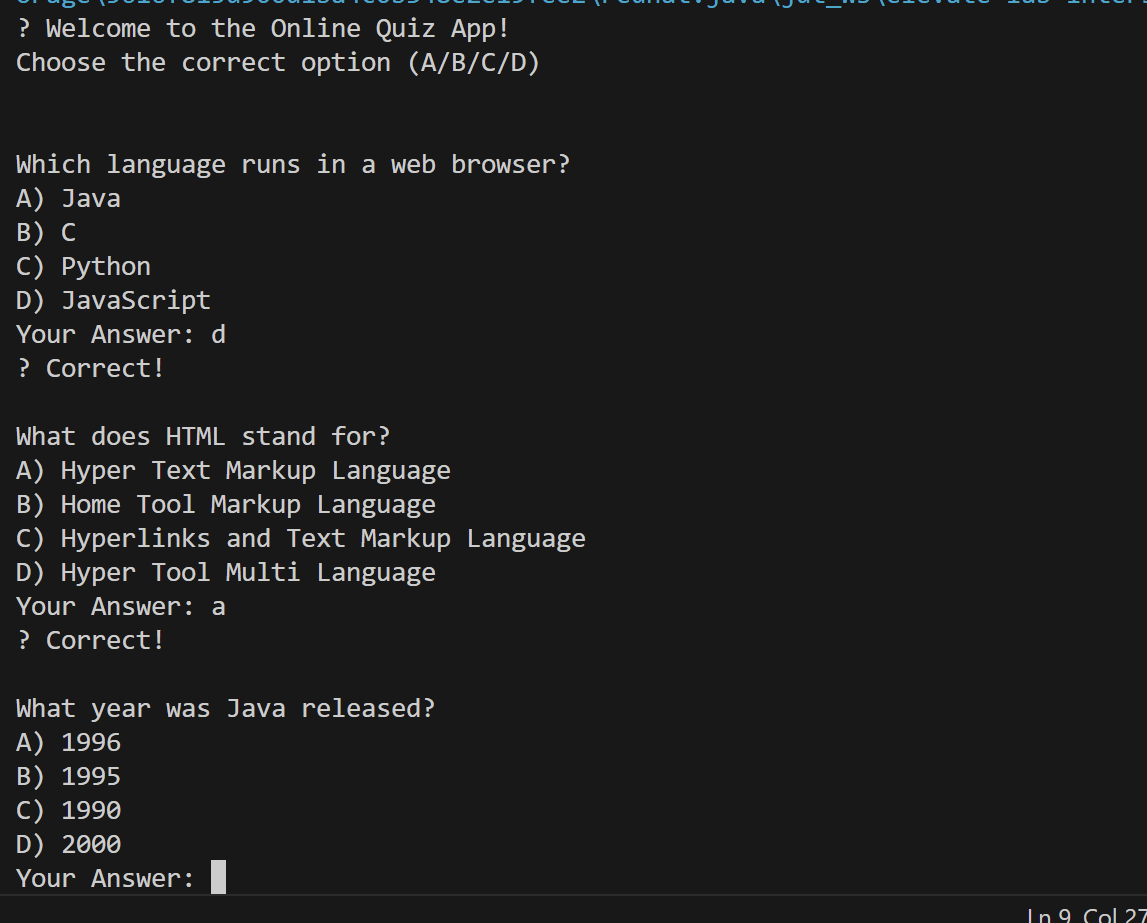 ? Welcome to the Online Quiz App!
Choose the correct option (A/B/C/D)
Which language runs in a web browser?
A) Java
B) C
C) Python
D) JavaScript
Your Answer: d
? Correct!
What does HTML stand for?
A) Hyper Text Markup Language
B) Home Tool Markup Language
C) Hyperlinks and Text Markup Language
D) Hyper Tool Multi Language
Your Answer: a
? Correct!
What year was Java released?
A) 1996
B) 1995
C) 1990
D) 2000
Your Answer:
Ln 9, Col 27